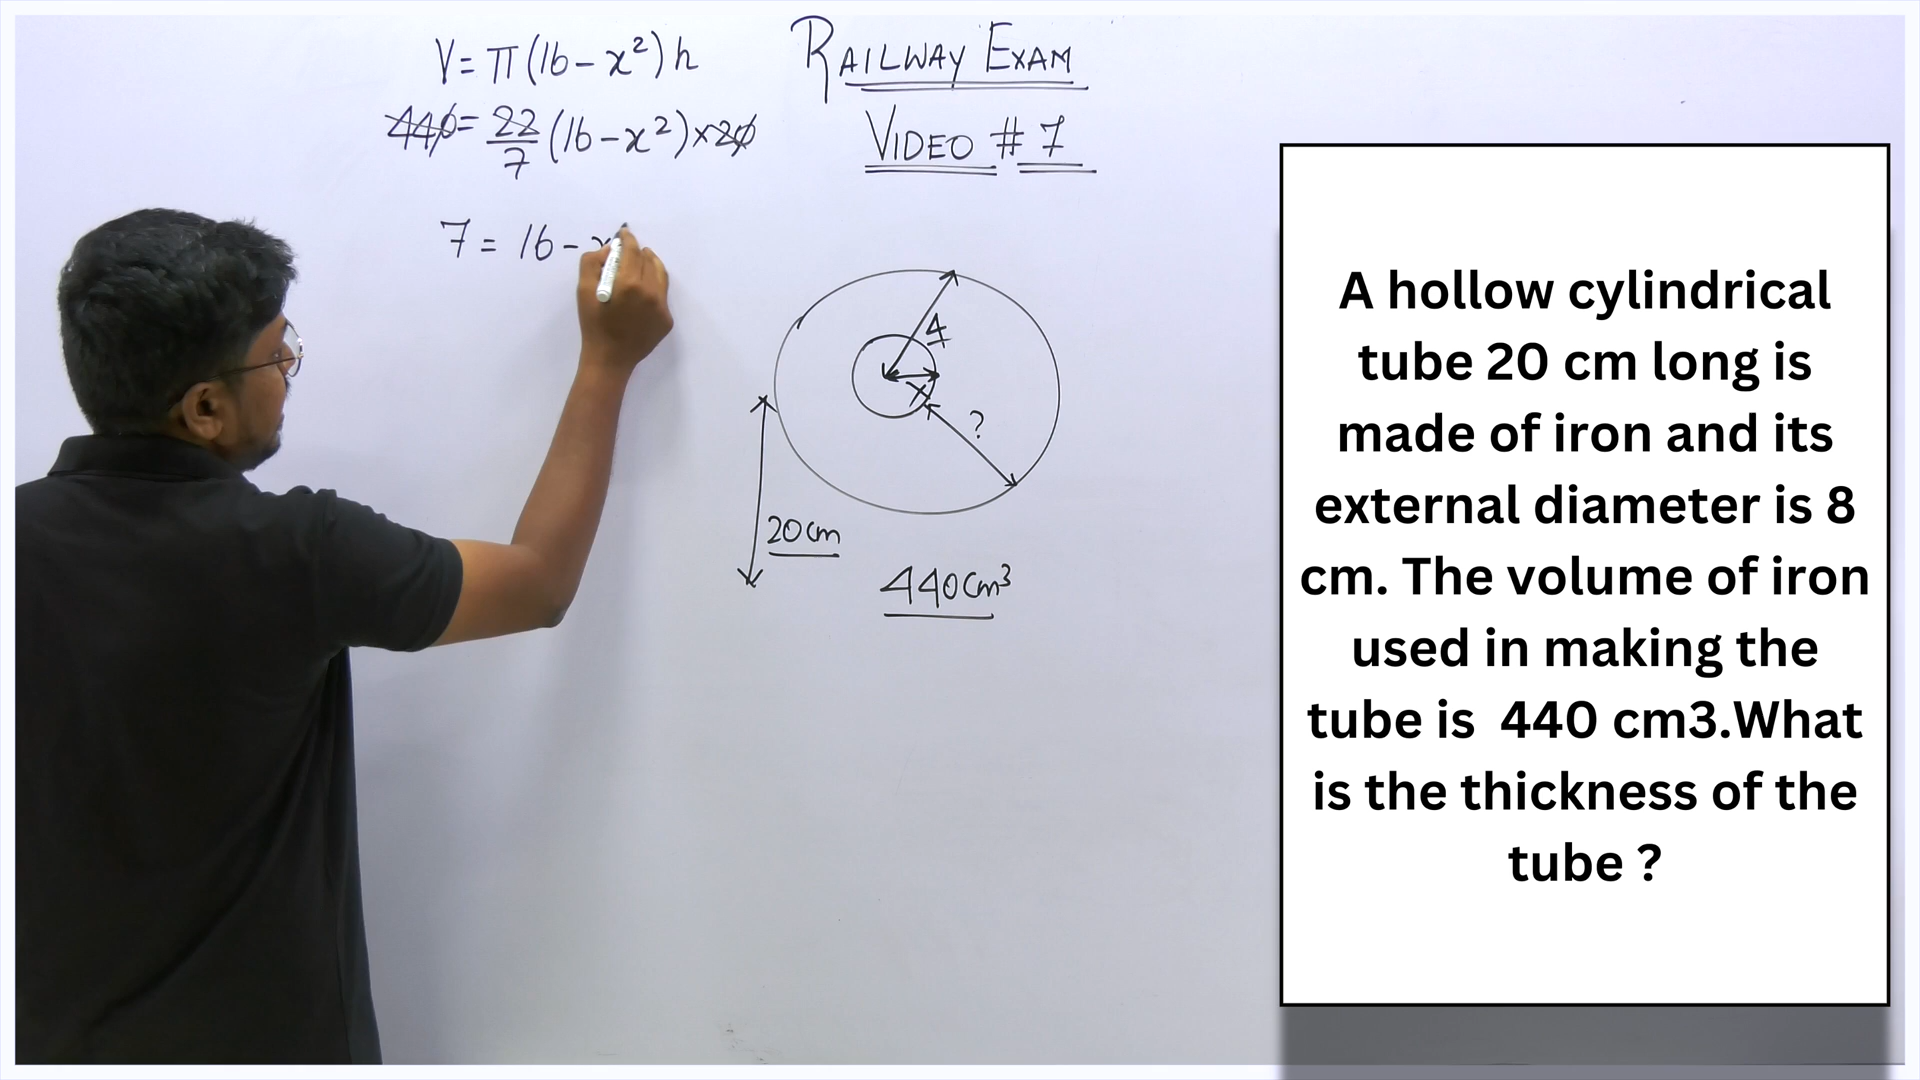 V = π(16 - x²)h
440 = 22/7 (16 - x²) × 20
7 = 16 - x
RAILWAY EXAM
VIDEO # 7
4
x
?
20cm
440cm³
A hollow cylindrical
tube 20 cm long is
made of iron and its
external diameter is 8
cm. The volume of iron
used in making the
tube is 440 cm3.What
is the thickness of the
tube ?